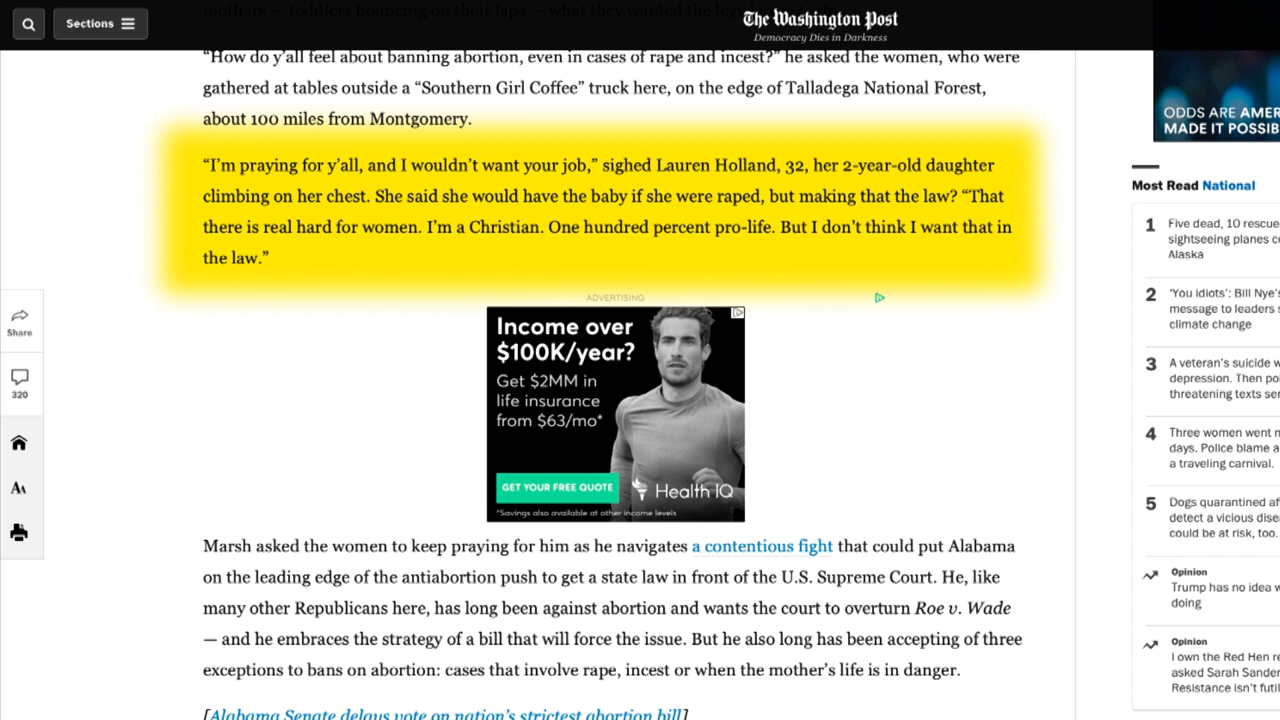 mothers — toddlers bouncing on their laps — what they wanted the
Sections
The Washington Post
Democracy Dies in Darkness
“How do y’all feel about banning abortion, even in cases of rape and incest?” he asked the women, who were
gathered at tables outside a “Southern Girl Coffee” truck here, on the edge of Talladega National Forest,
about 100 miles from Montgomery.
“I’m praying for y’all, and I wouldn’t want your job,” sighed Lauren Holland, 32, her 2-year-old daughter
climbing on her chest. She said she would have the baby if she were raped, but making that the law? “That
there is real hard for women. I’m a Christian. One hundred percent pro-life. But I don’t think I want that in
the law.”
Share
320
AA
ADVERTISING
Income over
$100K/year?
Get $2MM in
life insurance
from $63/mo*
GET YOUR FREE QUOTE
Health IQ
*Savings also available at other income levels
Marsh asked the women to keep praying for him as he navigates a contentious fight that could put Alabama
on the leading edge of the antiabortion push to get a state law in front of the U.S. Supreme Court. He, like
many other Republicans here, has long been against abortion and wants the court to overturn Roe v. Wade
— and he embraces the strategy of a bill that will force the issue. But he also long has been accepting of three
exceptions to bans on abortion: cases that involve rape, incest or when the mother’s life is in danger.
[Alabama Senate delays vote on nation’s strictest abortion bill]
ODDS ARE AMER
MADE IT POSSIB
Most Read National
1 Five dead, 10 rescue
sightseeing planes c
Alaska
2 ‘You idiots’: Bill Nye’s
message to leaders
climate change
3 A veteran’s suicide w
depression. Then po
threatening texts ser
4 Three women went
days. Police blame a
a traveling carnival.
5 Dogs quarantined af
detect a vicious dise
could be at risk, too.
Opinion
Trump has no idea w
doing
Opinion
I own the Red Hen re
asked Sarah Sander
Resistance isn’t futil